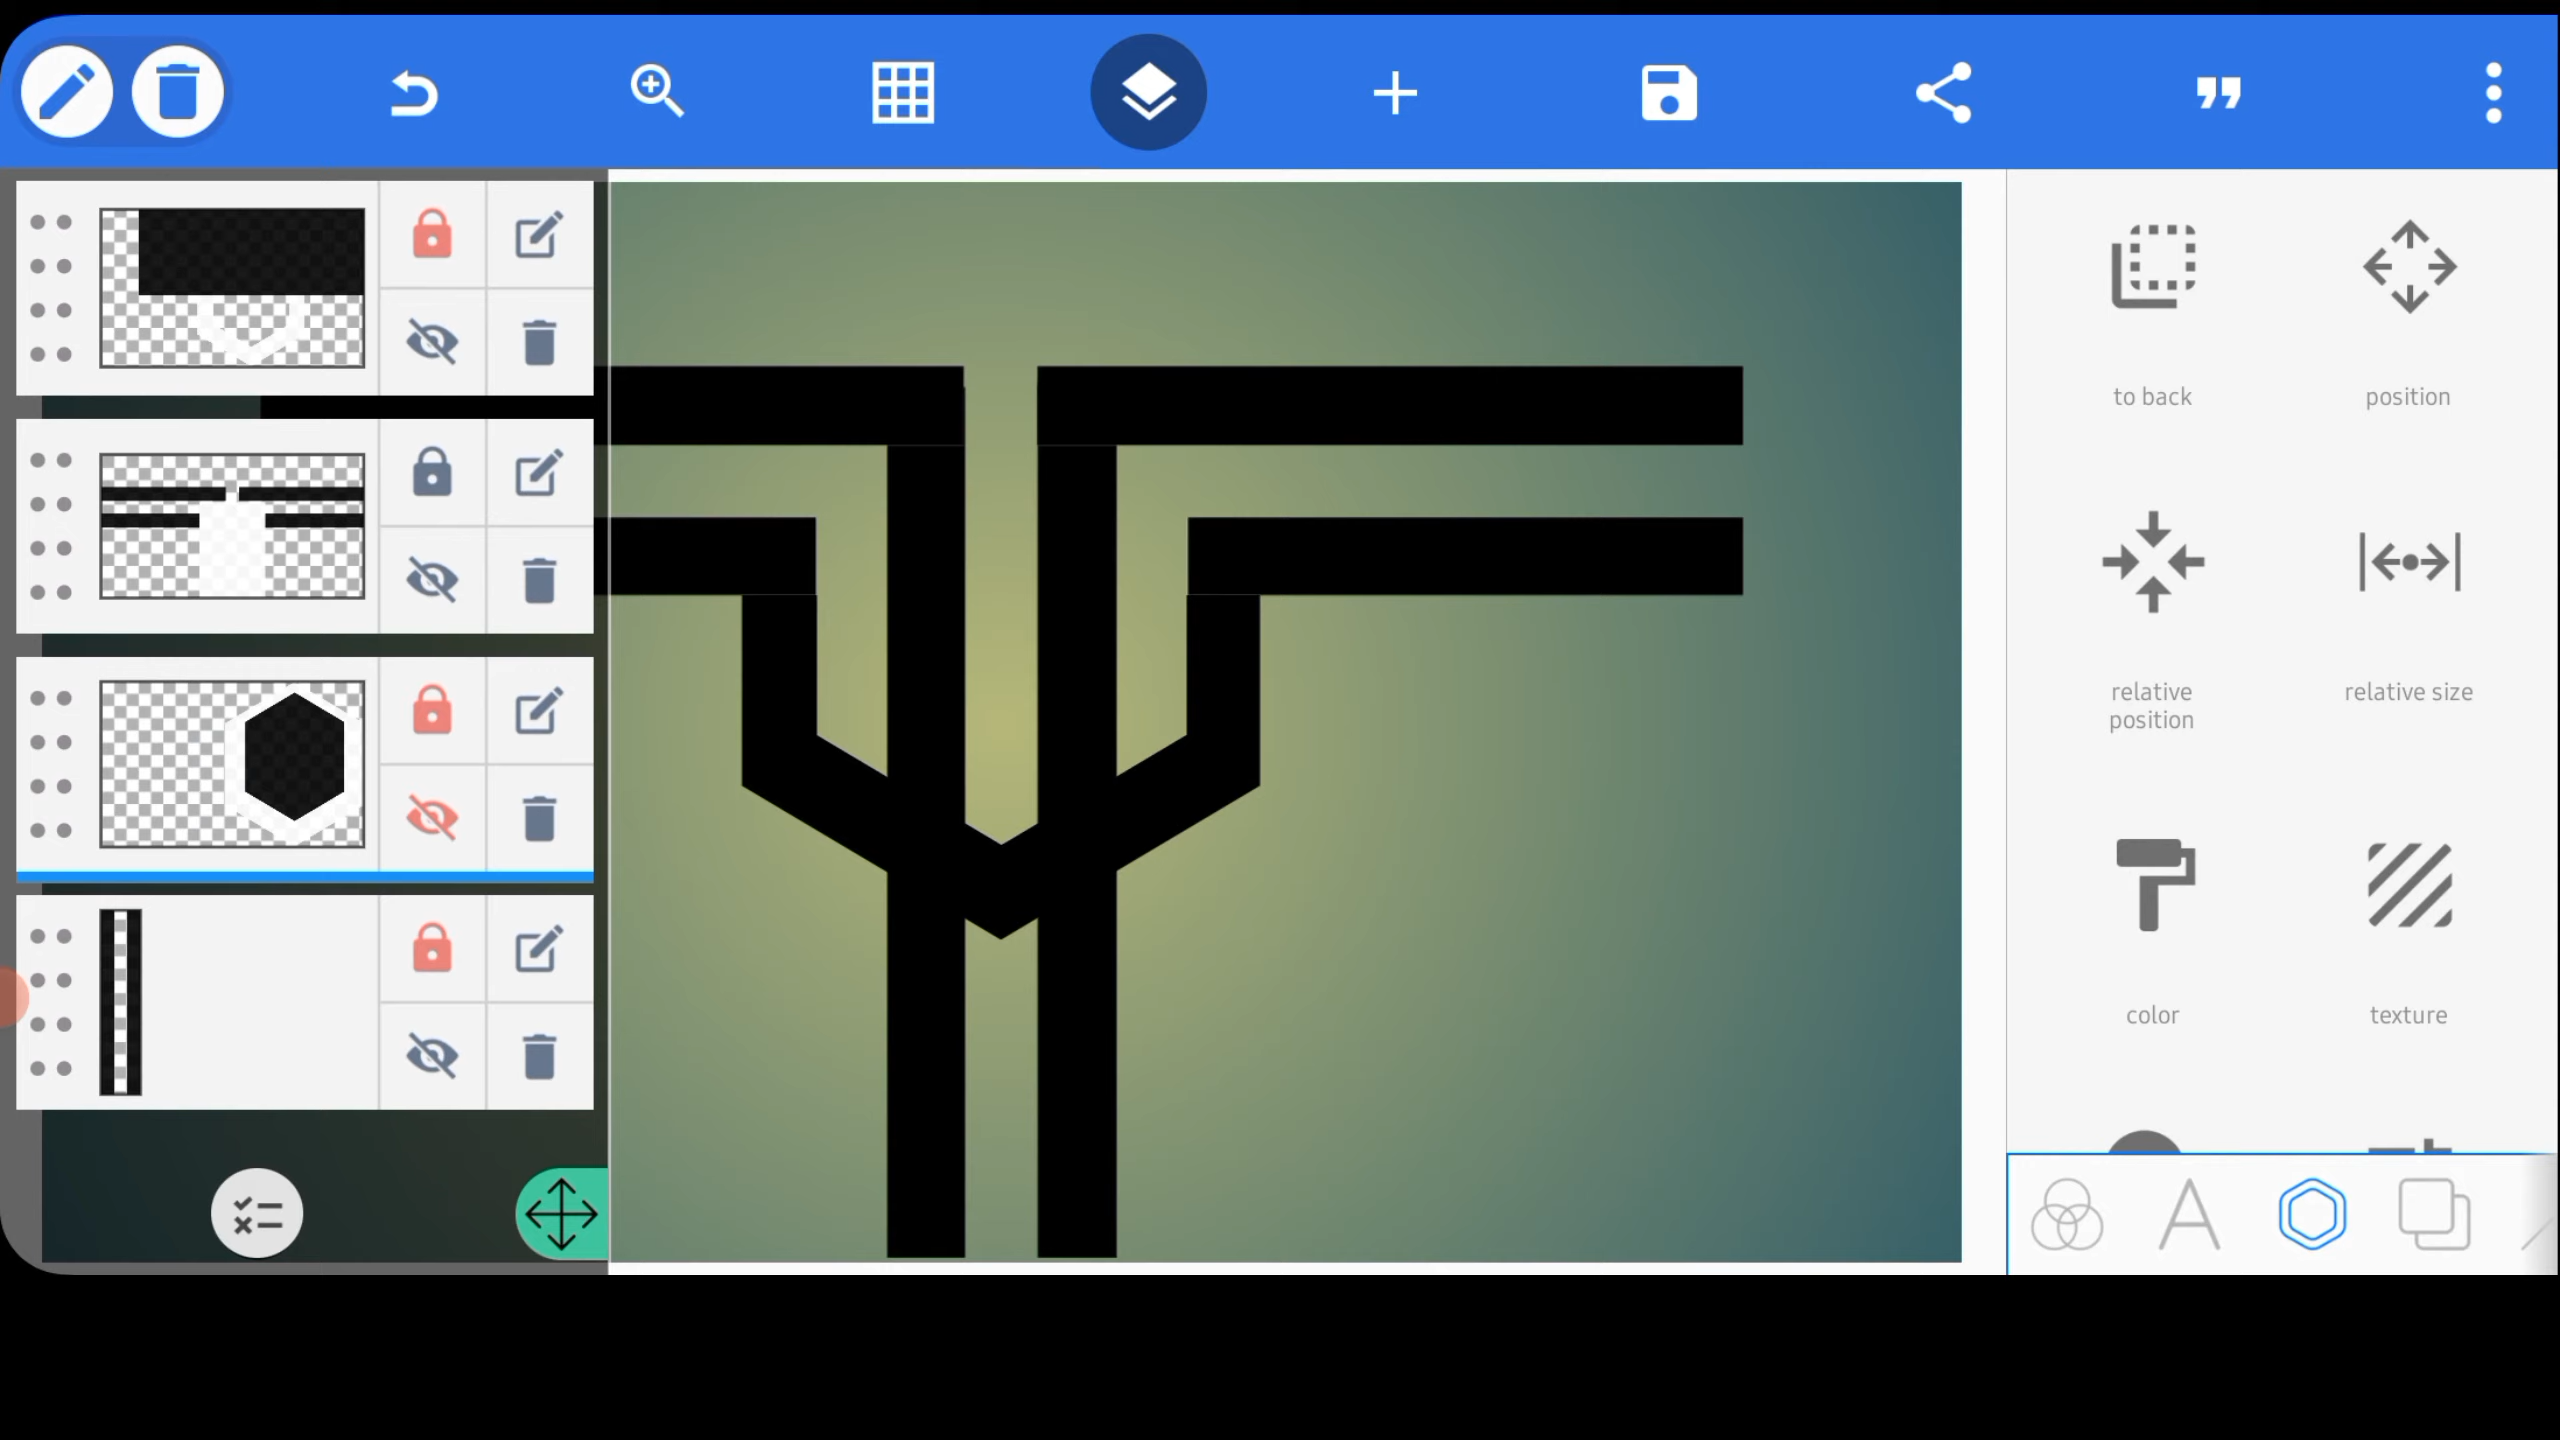 to back
position
relative
position
relative size
color
texture